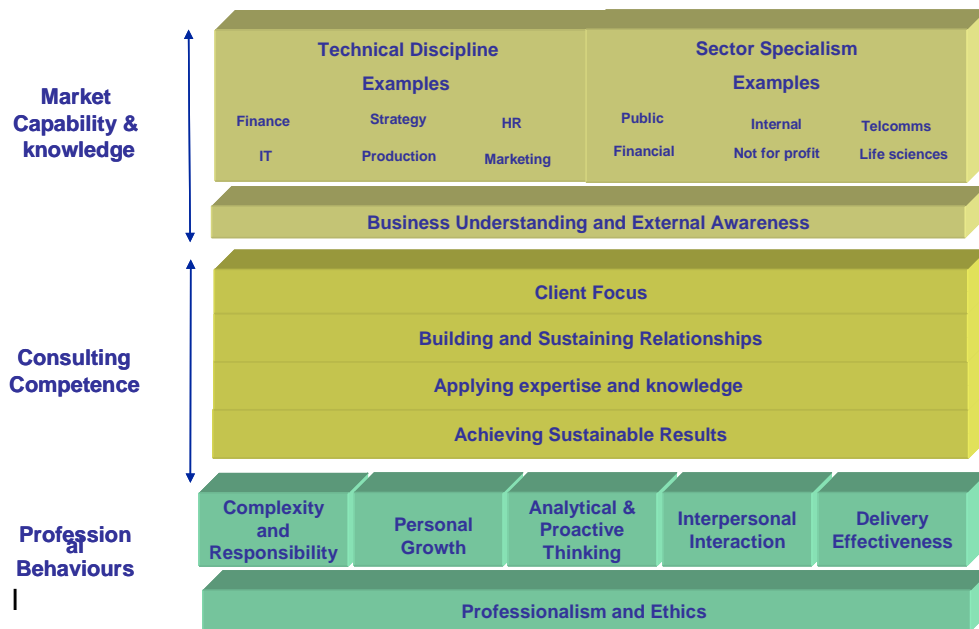 Market
Capability &
knowledge
Technical Discipline
Examples
Finance
Strategy
HR
IT
Production
Marketing
Sector Specialism
Examples
Public
Internal
Telcomms
Financial
Not for profit
Life sciences
Business Understanding and External Awareness
Consulting
Competence
Client Focus
Building and Sustaining Relationships
Applying expertise and knowledge
Achieving Sustainable Results
Profession
al
Behaviours
Complexity
and
Responsibility
Personal
Growth
Analytical &
Proactive
Thinking
Interpersonal
Interaction
Delivery
Effectiveness
Professionalism and Ethics